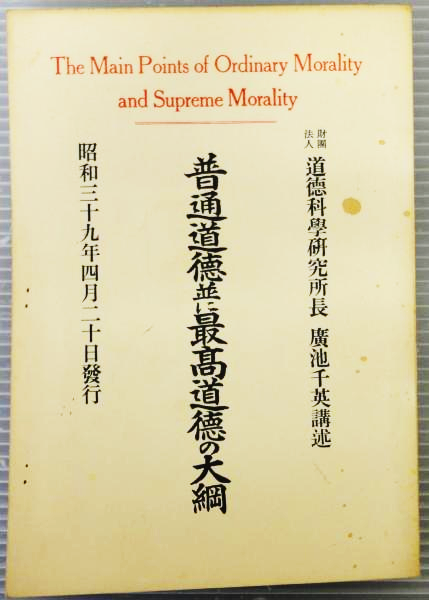 The Main Points of Ordinary Morality
and Supreme Morality
財團法人 道德科學研究所長 廣池千英講述
普通道德並に最高道德の大綱
昭和三十九年四月二十日發行